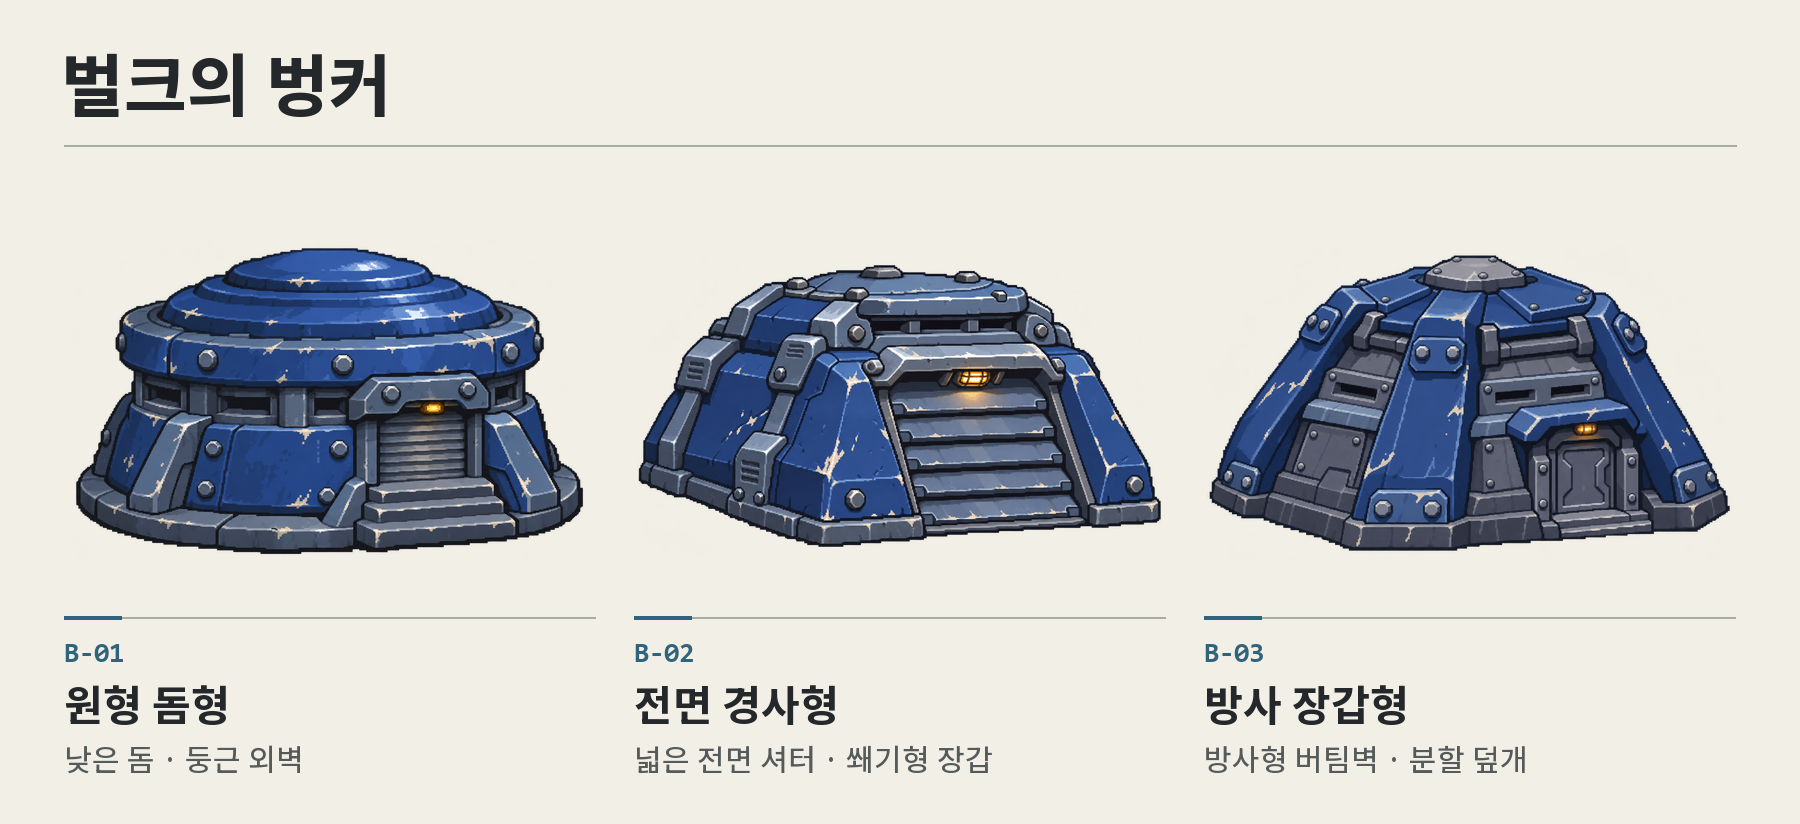 벌크의 벙커
B-01
원형 돔형
낮은 돔 · 둥근 외벽
B-02
전면 경사형
넓은 전면 셔터 · 쐐기형 장갑
B-03
방사 장갑형
방사형 버팀벽 · 분할 덮개